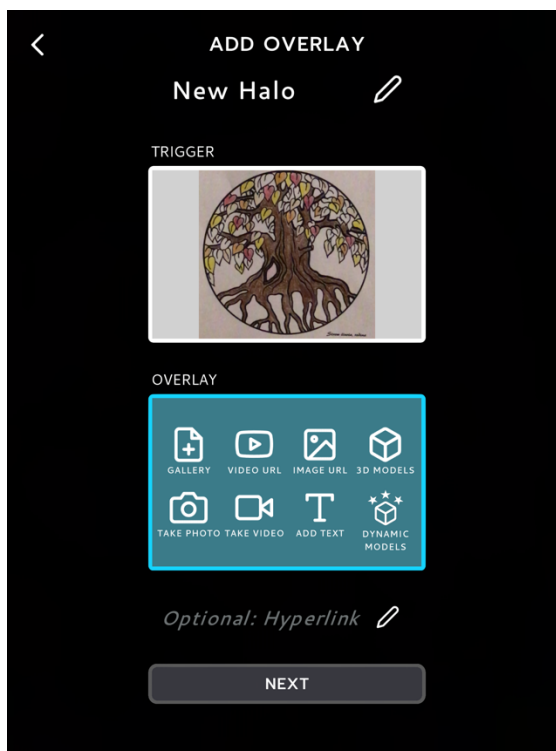 ADD OVERLAY
New Halo
TRIGGER
OVERLAY
GALLERY VIDEO URL IMAGE URL 3D MODELS
TAKE PHOTO TAKE VIDEO ADD TEXT DYNAMIC MODELS
Optional: Hyperlink
NEXT